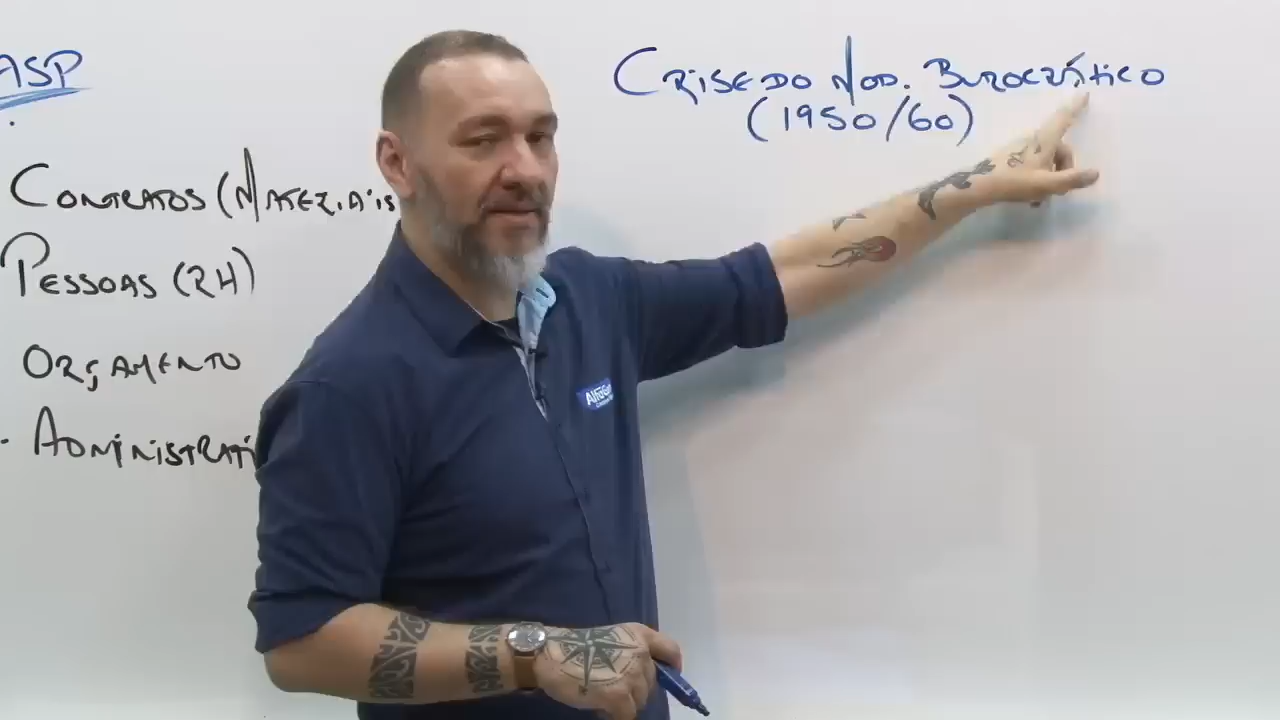 ASP
Contratos (Materiais
Pessoas (RH)
Orçamento
Administrati
Crise do Mod. Burocrático
(1950/60)